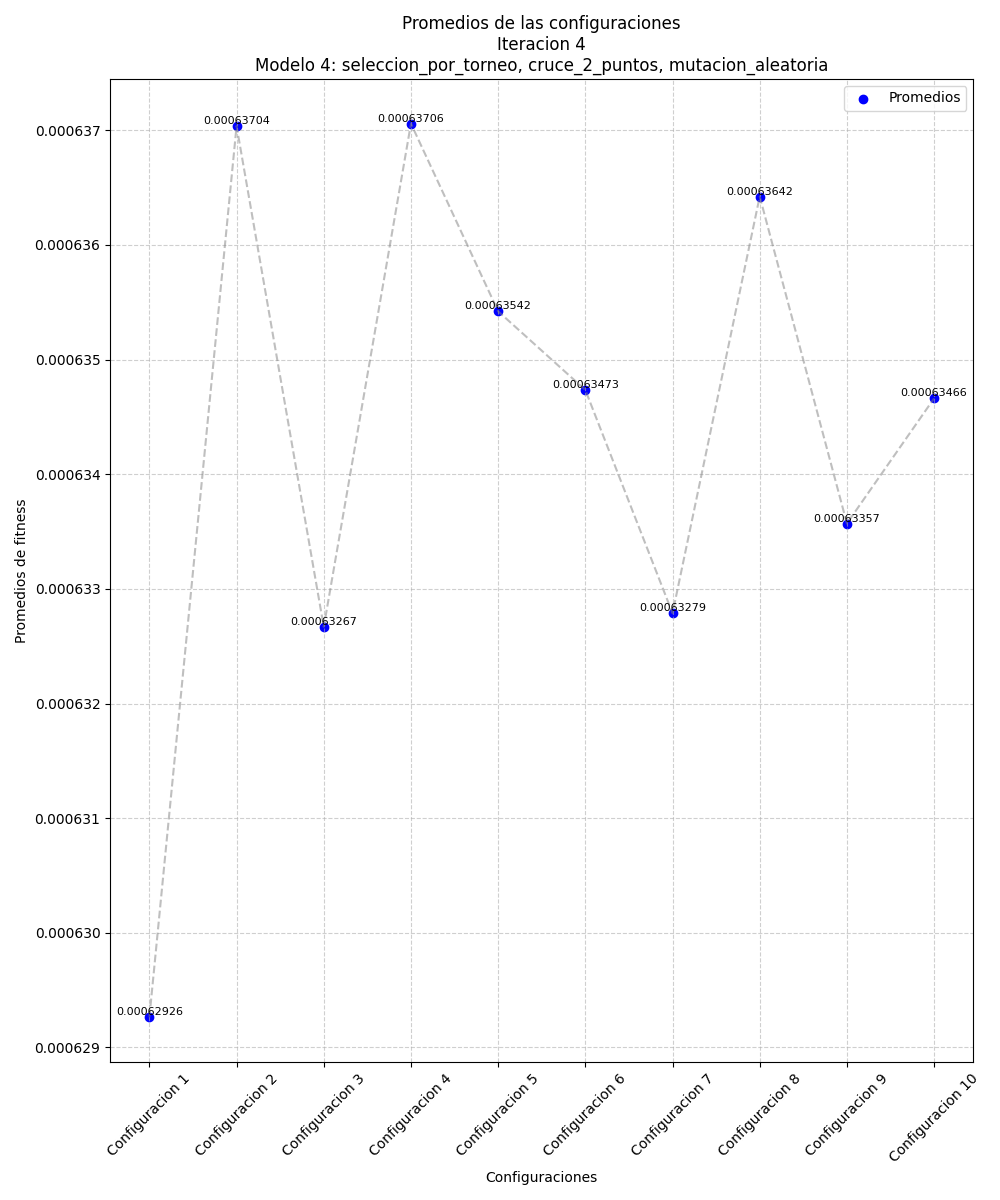 Promedios de las configuraciones
Iteracion 4
Modelo 4: seleccion_por_torneo, cruce_2_puntos, mutacion_aleatoria
Promedios
0.000637
0.000636
0.000635
0.000634
0.000633
0.000632
0.000631
0.000630
0.000629
Promedios de fitness
0.00062926
0.00063704
0.00063267
0.00063706
0.00063542
0.00063473
0.00063279
0.00063642
0.00063357
0.00063466
Configuracion 1
Configuracion 2
Configuracion 3
Configuracion 4
Configuracion 5
Configuracion 6
Configuracion 7
Configuracion 8
Configuracion 9
Configuracion 10
Configuraciones